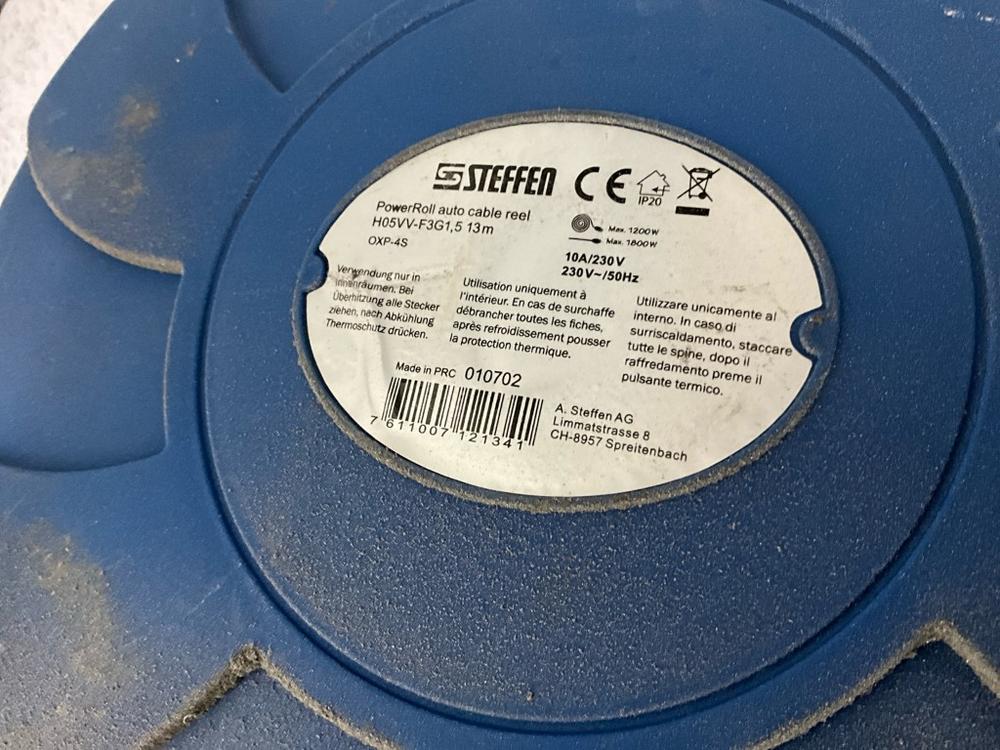 STEFFEN CE
IP20
PowerRoll auto cable reel
H05VV-F3G1,5 13m
OXP-4S
Max. 1200W
Max. 1800W
10A/230V
230V~/50Hz
Verwendung nur in
Innenräumen. Bei
Überhitzung alle Stecker
ziehen, nach Abkühlung
Thermoschutz drücken.
Utilisation uniquement à
l'intérieur. En cas de surchaffe
débrancher toutes les fiches,
après refroidissement pousser
la protection thermique.
Utilizzare unicamente al
interno. In caso di
surriscaldamento, staccare
tutte le spine, dopo il
raffredamento preme il
pulsante termico.
Made in PRC 010702
7 611007 121341
A. Steffen AG
Limmatstrasse 8
CH-8957 Spreitenbach